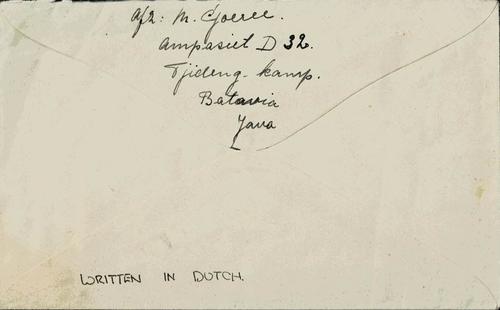 Afz: M. Goeree.
Ampasiet D 32.
Tjideng-kamp.
Batavia
Java
WRITTEN IN DUTCH.